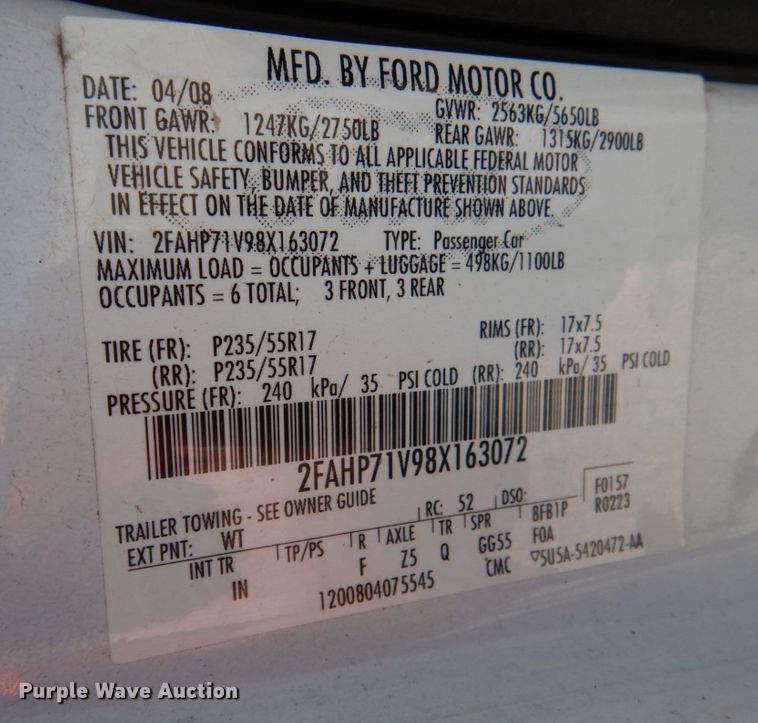 MFD. BY FORD MOTOR CO.
DATE: 04/08 GVWR: 2563KG/5650LB
FRONT GAWR: 1247KG/2750LB REAR GAWR: 1315KG/2900LB
THIS VEHICLE CONFORMS TO ALL APPLICABLE FEDERAL MOTOR
VEHICLE SAFETY, BUMPER, AND THEFT PREVENTION STANDARDS
IN EFFECT ON THE DATE OF MANUFACTURE SHOWN ABOVE.
VIN: 2FAHP71V98X163072 TYPE: Passenger Car
MAXIMUM LOAD = OCCUPANTS + LUGGAGE = 498KG/1100LB
OCCUPANTS = 6 TOTAL; 3 FRONT, 3 REAR
TIRE (FR): P235/55R17 RIMS (FR): 17x7.5
(RR): P235/55R17 (RR): 17x7.5
PRESSURE (FR): 240 kPa/ 35 PSI COLD (RR): 240 kPa/ 35 PSI COLD
2FAHP71V98X163072
TRAILER TOWING - SEE OWNER GUIDE
EXT PNT: WT RC: 52 DSO: 8FB1P F0157
R0223
INT TR TP/PS R AXLE TR SPR F0A
IN F Z5 Q GG55 ▽5U5A-5420472-AA
1200804075545 CMC
Purple Wave Auction